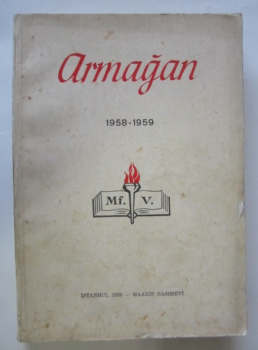 Armağan
1958-1959
Mf. V.
İSTANBUL 1959 — MAARİF BASIMEVİ